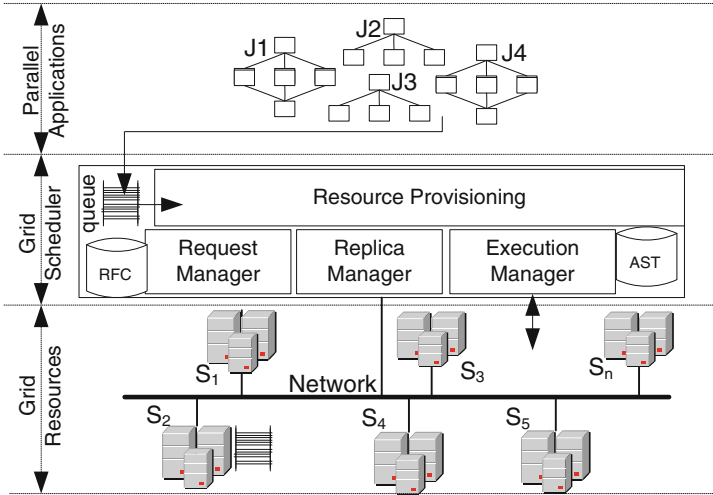 Parallel
Applications
J1
J2
J3
J4
Grid
Scheduler
queue
Resource Provisioning
RFC
Request
Manager
Replica
Manager
Execution
Manager
AST
Grid
Resources
S1
S3
Sn
Network
S2
S4
S5